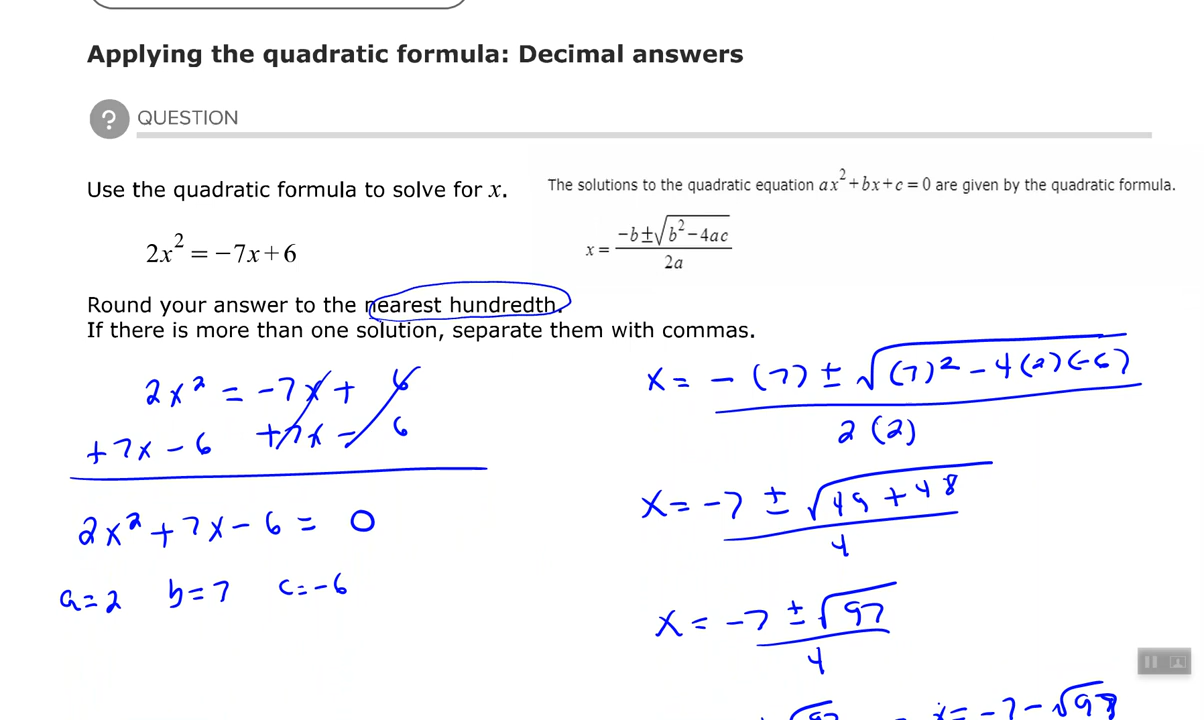 Applying the quadratic formula: Decimal answers
? QUESTION
Use the quadratic formula to solve for x.
The solutions to the quadratic equation ax²+bx+c=0 are given by the quadratic formula.
2x²=−7x+6
x= (−b±√(b²−4ac))/(2a)
Round your answer to the nearest hundredth.
If there is more than one solution, separate them with commas.
2x² = -7x + 6
+7x - 6 +7x - 6
2x² + 7x - 6 = 0
a=2 b=7 c=-6
x = (-(7) ± √((7)² - 4(2)(-6)))/(2(2))
x = (-7 ± √(49 + 48))/4
x = (-7 ± √97)/4
x = -7 - √97